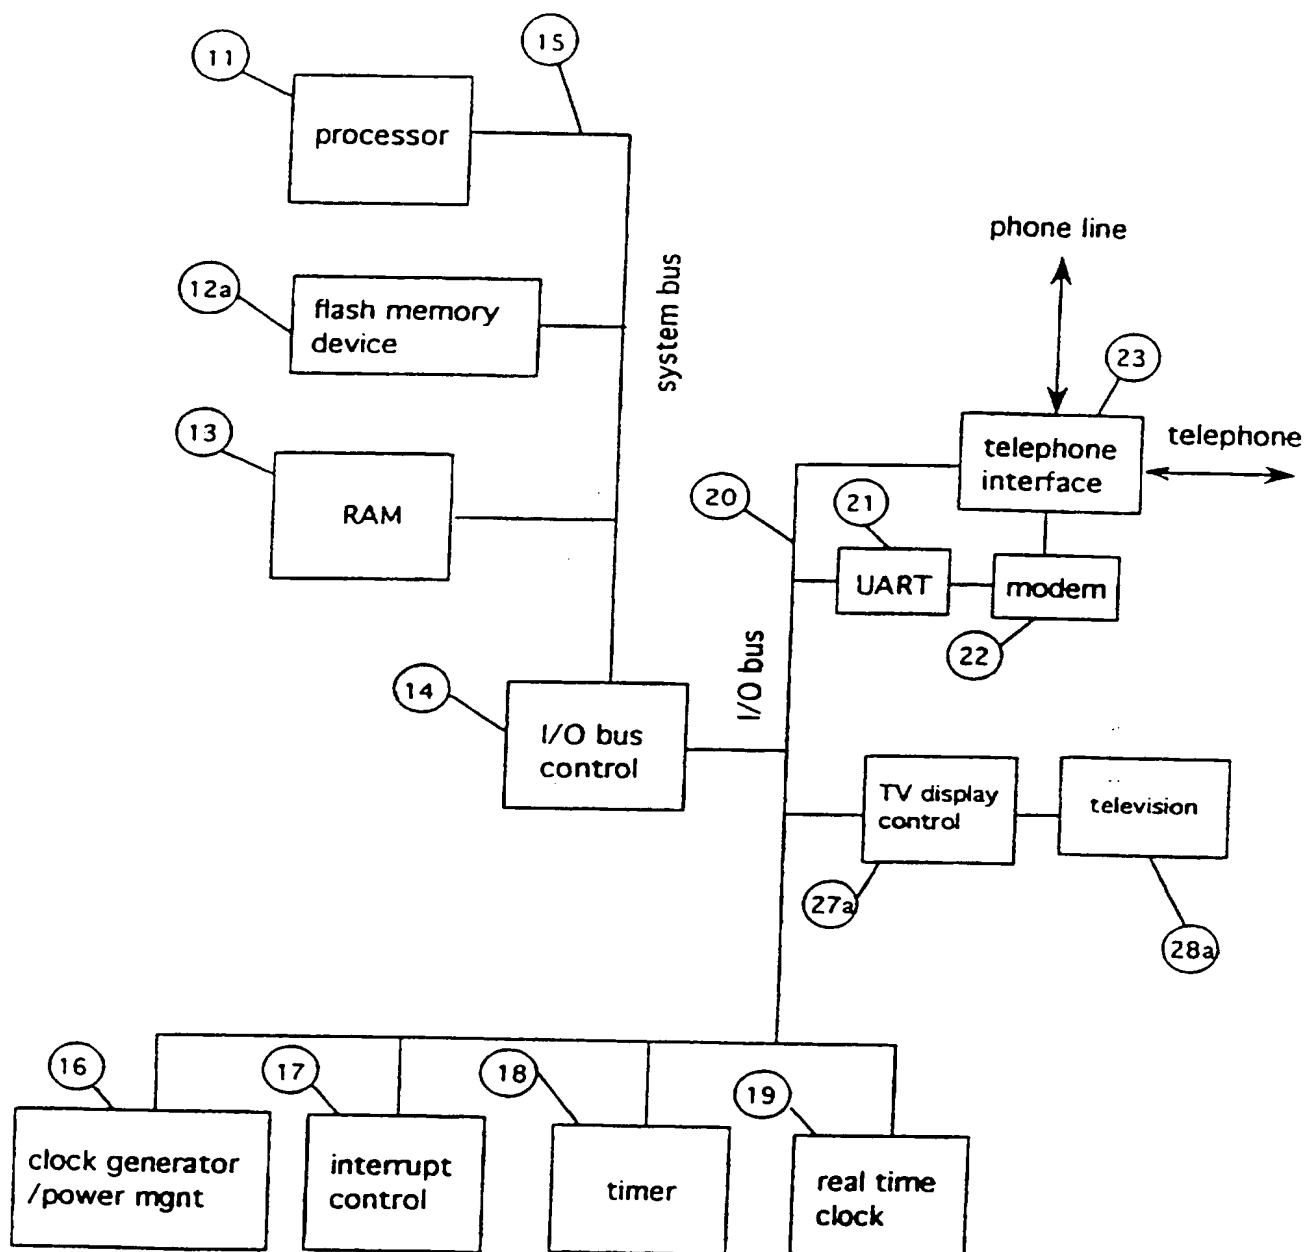 11
15
processor
system bus
12a
flash memory
device
13
RAM
14
I/O bus
control
phone line
23
telephone
interface
telephone
20
21
UART
modem
22
I/O bus
TV display
control
television
27a
28a
16
clock generator
/power mgnt
17
interrupt
control
18
timer
19
real time
clock